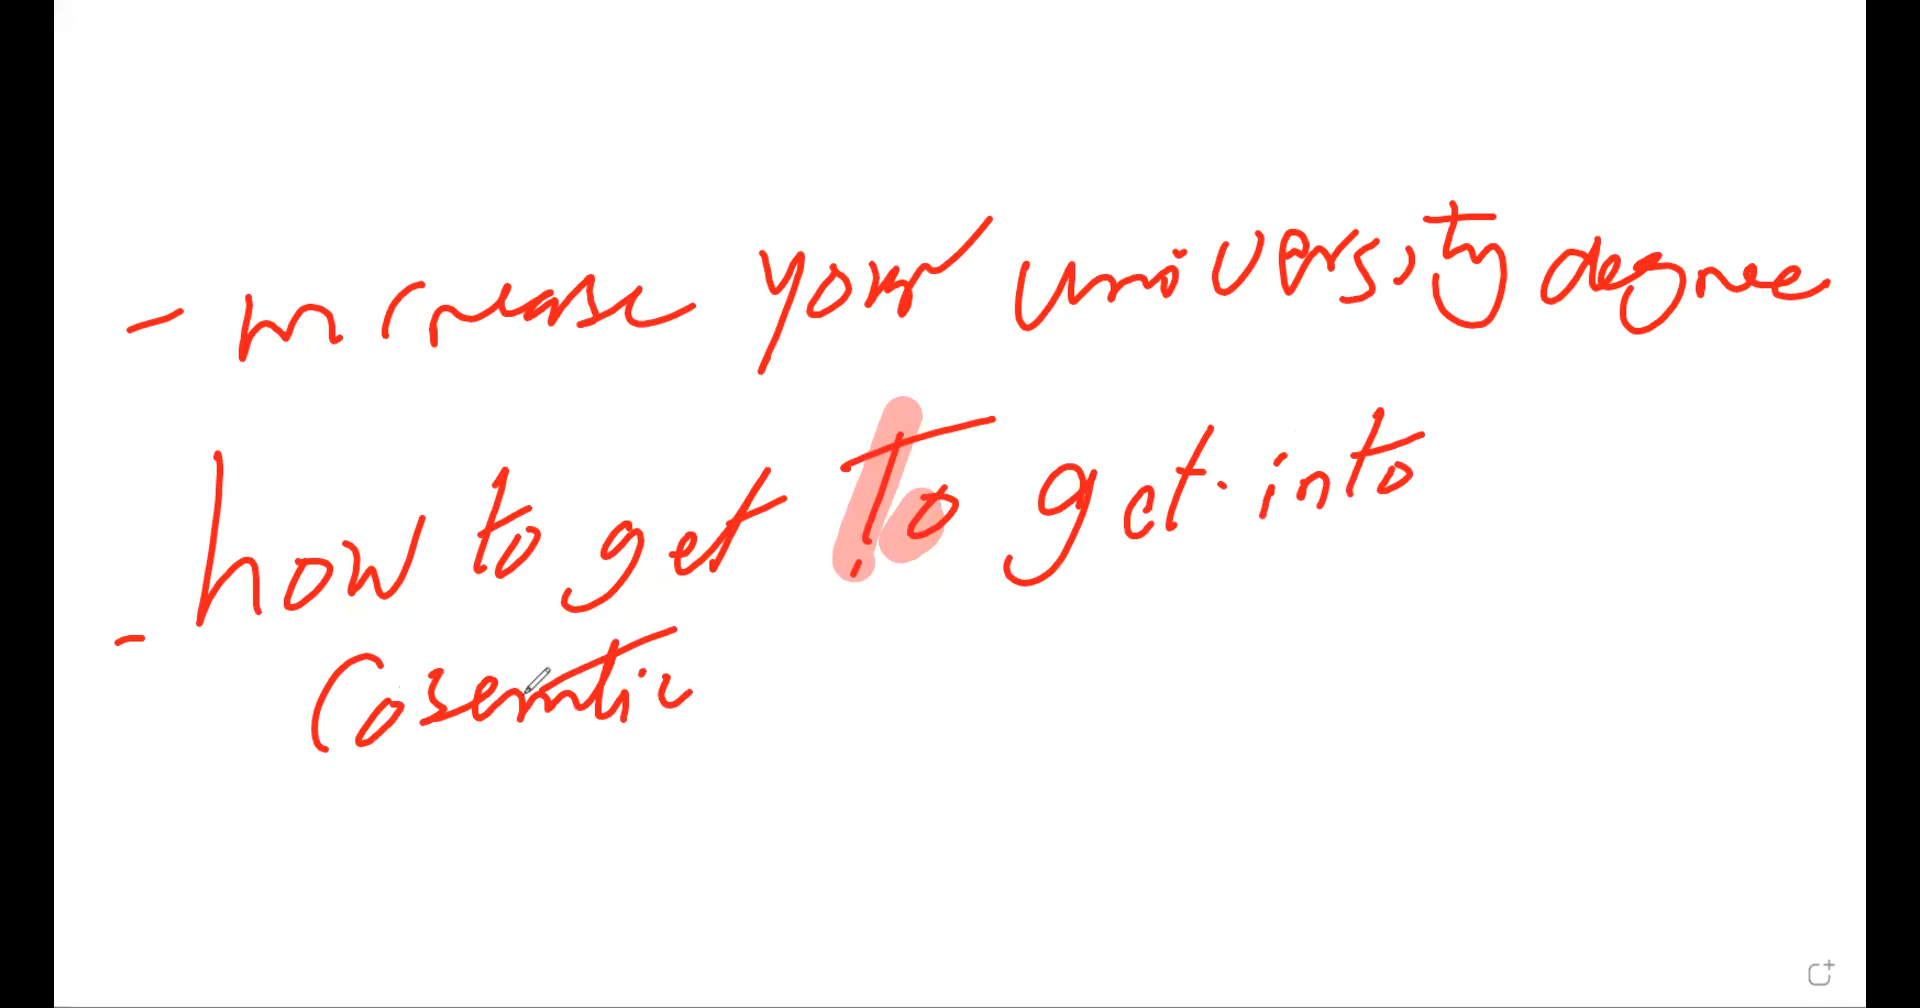 - increase your university degree
- how to get To get into
Cosemtic